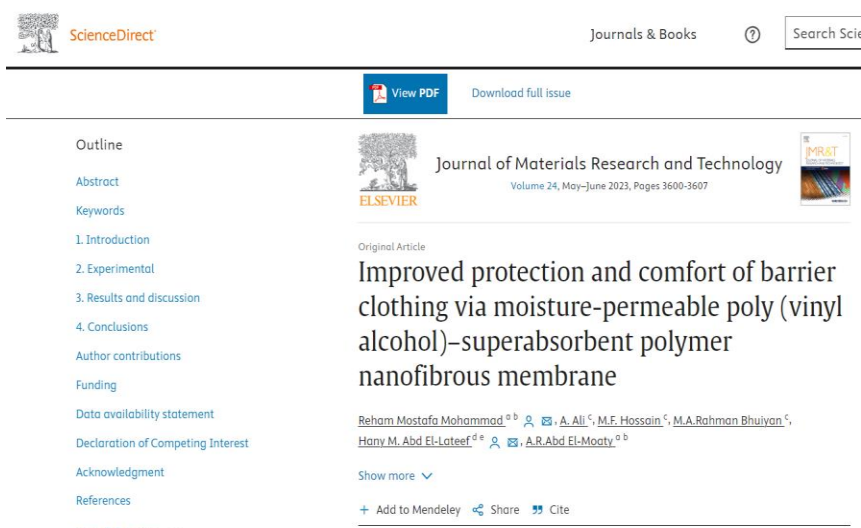 ScienceDirect
Journals & Books
Search Scie
View PDF
Download full issue
Outline
Abstract
Keywords
1. Introduction
2. Experimental
3. Results and discussion
4. Conclusions
Author contributions
Funding
Data availability statement
Declaration of Competing Interest
Acknowledgment
References
ELSEVIER
Journal of Materials Research and Technology
Volume 24, May–June 2023, Pages 3600-3607
JMR&T
Original Article
Improved protection and comfort of barrier
clothing via moisture-permeable poly (vinyl
alcohol)–superabsorbent polymer
nanofibrous membrane
Reham Mostafa Mohammad a b, A. Ali c, M.F. Hossain c, M.A.Rahman Bhuiyan c,
Hany M. Abd El-Lateef d e, A.R.Abd El-Moaty a b
Show more
+ Add to Mendeley Share Cite